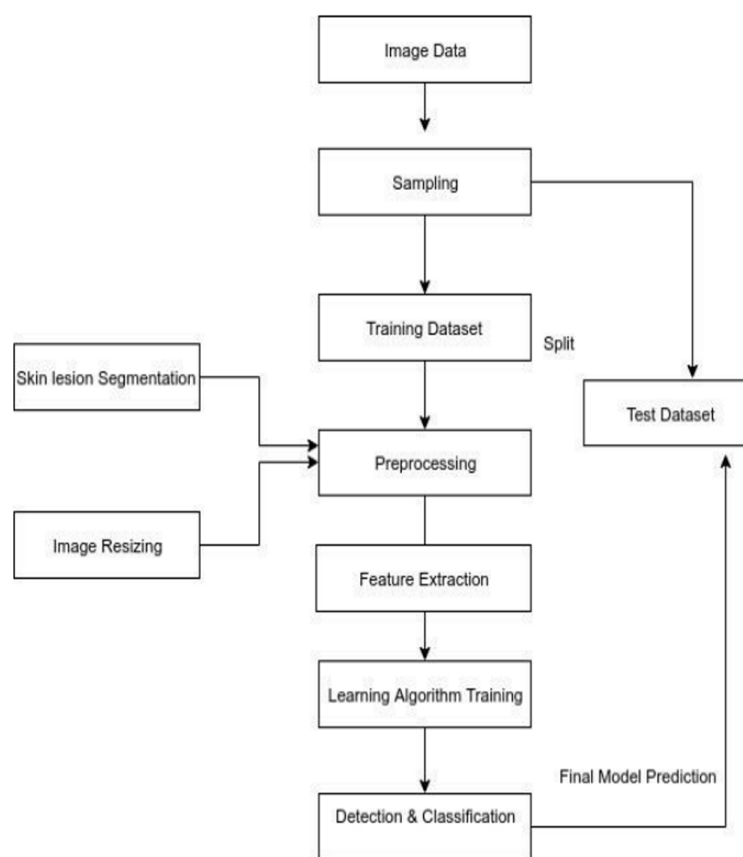 Image Data
Sampling
Training Dataset
Split
Skin lesion Segmentation
Test Dataset
Preprocessing
Image Resizing
Feature Extraction
Learning Algorithm Training
Final Model Prediction
Detection & Classification